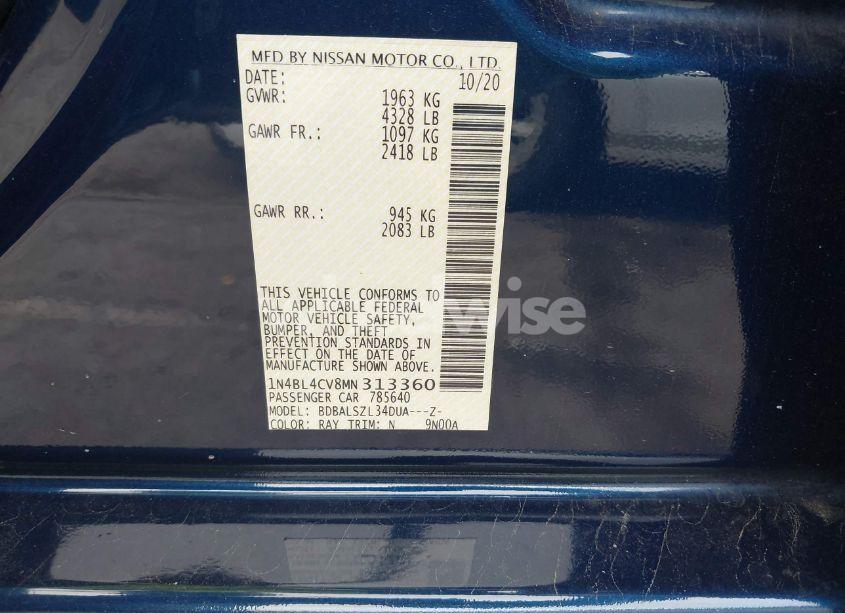 MFD BY NISSAN MOTOR CO., LTD.
DATE: 10/20
GVWR: 1963 KG
4328 LB
GAWR FR.: 1097 KG
2418 LB
GAWR RR.: 945 KG
2083 LB
THIS VEHICLE CONFORMS TO
ALL APPLICABLE FEDERAL
MOTOR VEHICLE SAFETY,
BUMPER, AND THEFT
PREVENTION STANDARDS IN
EFFECT ON THE DATE OF
MANUFACTURE SHOWN ABOVE.
1N4BL4CV8MN 313360
PASSENGER CAR 785640
MODEL: BDBALSZL34DUA---Z-
COLOR: RAY TRIM: N 9N00A